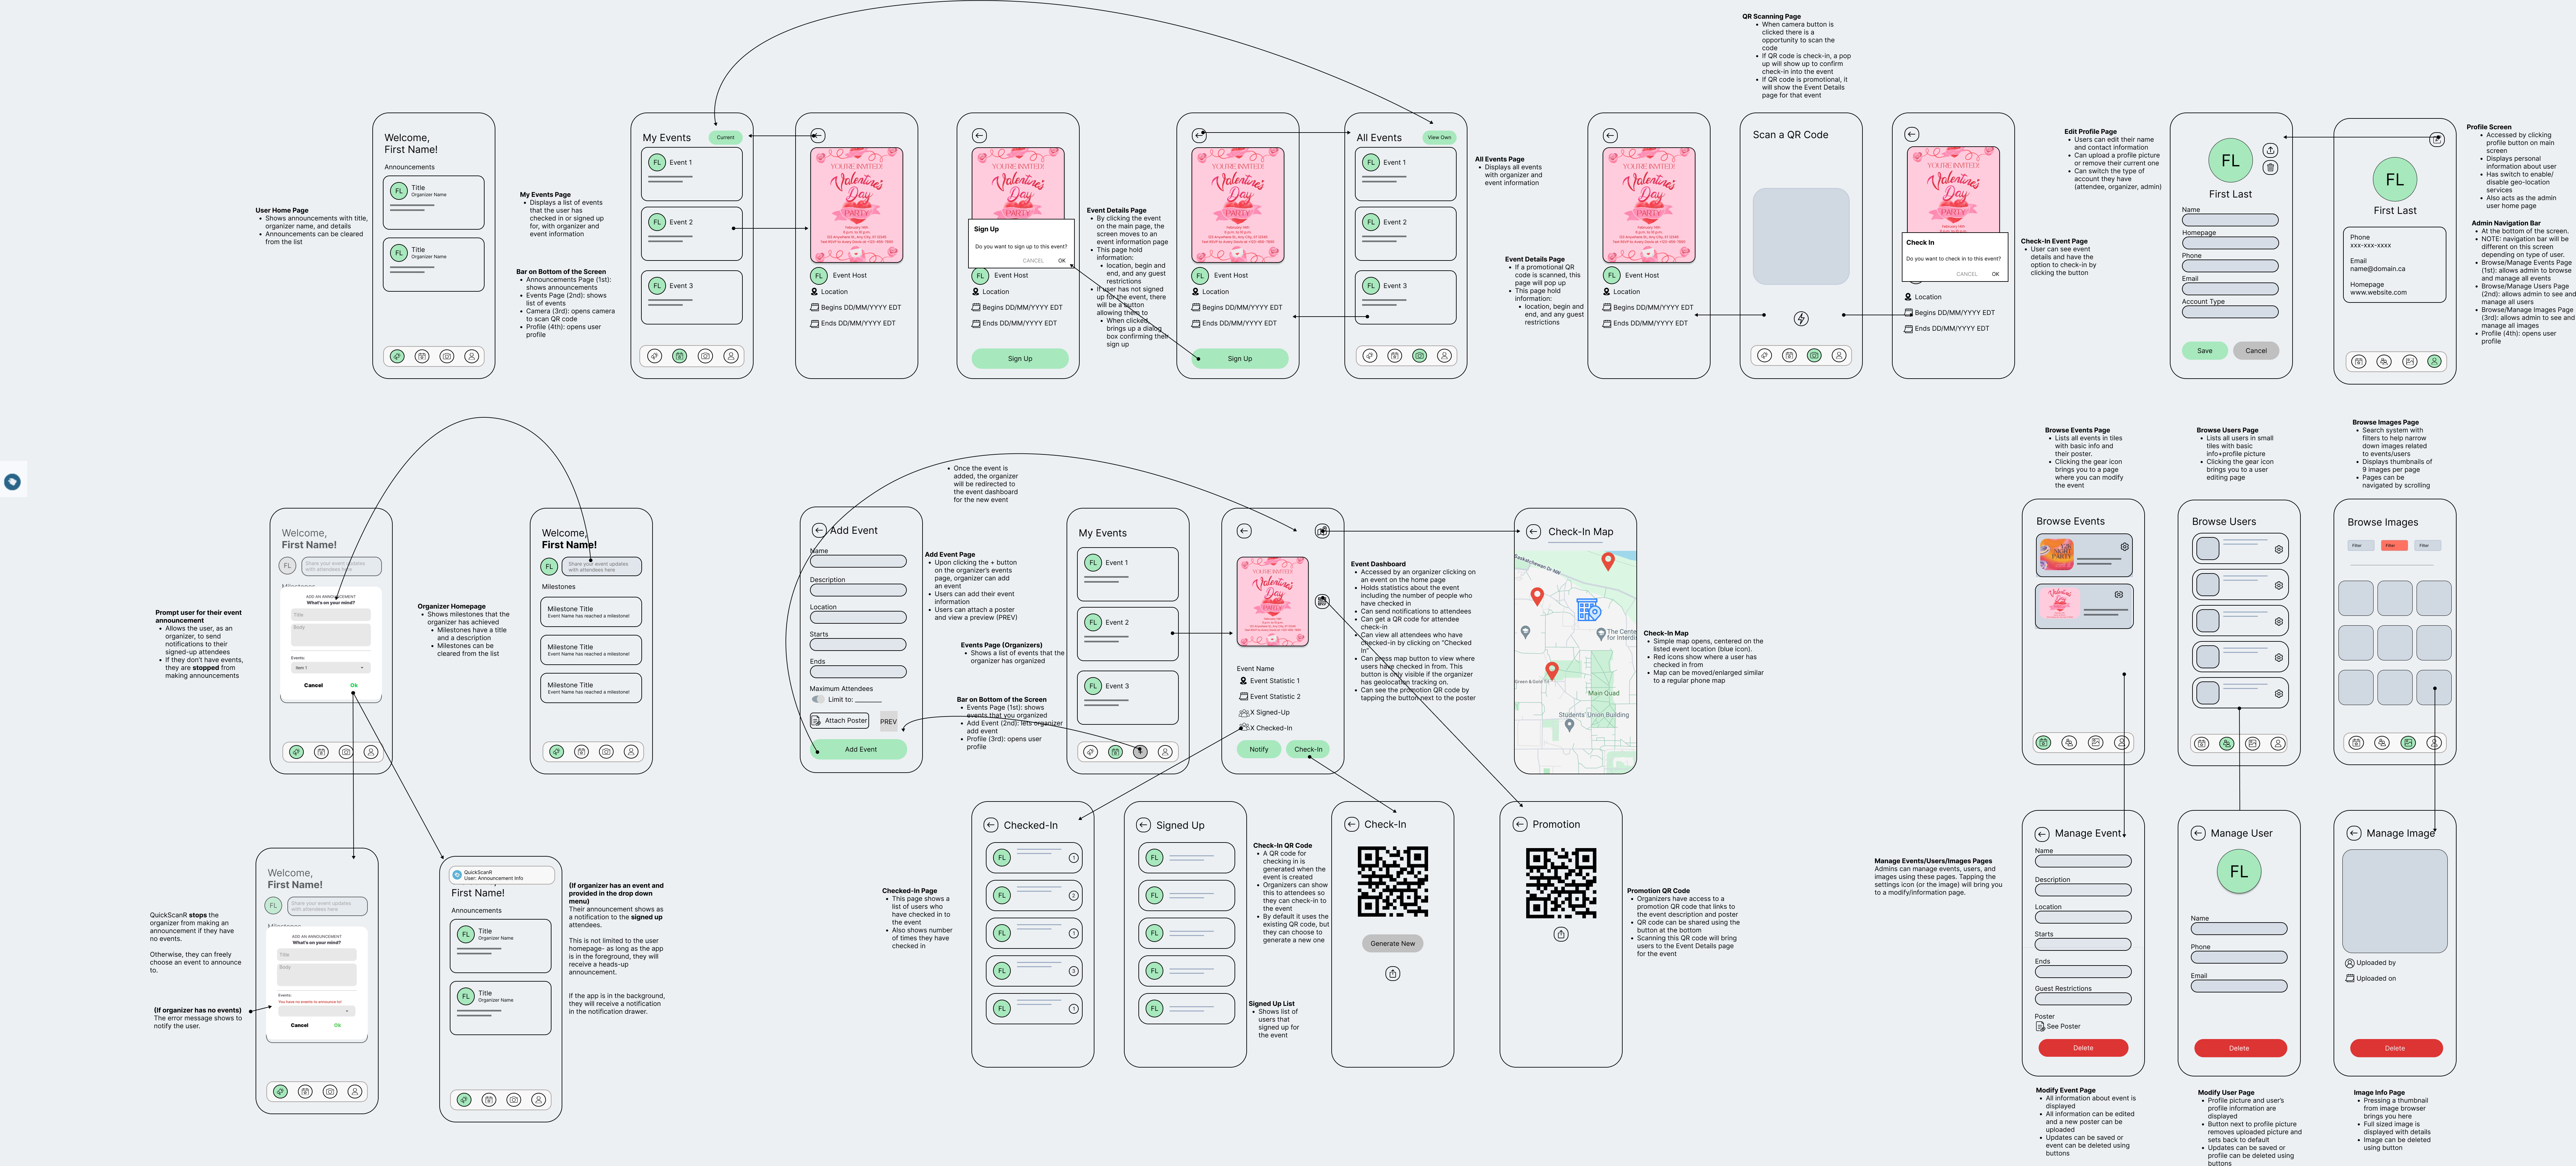 QR Scanning Page
When camera button is
clicked there is a
opportunity to scan the
code
If QR code is check-in, a pop
up will show up to confirm
check-in into the event
If QR code is promotional, it
will show the Event Details
page for that event
User Home Page
Shows announcements with title,
organizer name, and details
Announcements can be cleared
from the list
Welcome,
First Name!
Announcements
FL
Title
Organizer Name
FL
Title
Organizer Name
My Events Page
Displays a list of events
that the user has
checked in or signed up
for, with organizer and
event information
Bar on Bottom of the Screen
Announcements Page (1st):
shows announcements
Events Page (2nd): shows
list of events
Camera (3rd): opens camera
to scan QR code
Profile (4th): opens user
profile
My Events
Current
FL
Event 1
FL
Event 2
FL
Event 3
YOU'RE INVITED!
Valentine's
Day
PARTY
FL
Event Host
Location
Begins DD/MM/YYYY EDT
Ends DD/MM/YYYY EDT
YOU'RE INVITED!
Valentine's
Day
Sign Up
Do you want to sign up to this event?
CANCEL
OK
FL
Event Host
Location
Begins DD/MM/YYYY EDT
Ends DD/MM/YYYY EDT
Sign Up
Event Details Page
By clicking the event
on the main page, the
screen moves to an
event information page
This page hold
information:
location, begin and
end, and any guest
restrictions
If user has not signed
up for the event, there
will be a button
allowing them to
When clicked,
brings up a dialog
box confirming their
sign up
YOU'RE INVITED!
Valentine's
Day
PARTY
FL
Event Host
Location
Begins DD/MM/YYYY EDT
Ends DD/MM/YYYY EDT
Sign Up
All Events
View Own
FL
Event 1
FL
Event 2
FL
Event 3
All Events Page
Displays all events
with organizer and
event information
Event Details Page
If a promotional QR
code is scanned, this
page will pop up
This page hold
information:
location, begin and
end, and any guest
restrictions
YOU'RE INVITED!
Valentine's
Day
PARTY
FL
Event Host
Location
Begins DD/MM/YYYY EDT
Ends DD/MM/YYYY EDT
Scan a QR Code
YOU'RE INVITED!
Valentine's
Day
PARTY
Check In
Do you want to check in to this event?
CANCEL
OK
Location
Begins DD/MM/YYYY EDT
Ends DD/MM/YYYY EDT
Check-In Event Page
User can see event
details and have the
option to check-in by
clicking the button
Edit Profile Page
Users can edit their name
and contact information
Can upload a profile picture
or remove their current one
Can switch the type of
account they have
(attendee, organizer, admin)
FL
First Last
Name
Homepage
Phone
Email
Account Type
Save
Cancel
FL
First Last
Phone
xxx-xxx-xxxx
Email
name@domain.ca
Homepage
www.website.com
Profile Screen
Accessed by clicking
profile button on main
screen
Displays personal
information about user
Has switch to enable/
disable geo-location
services
Also acts as the admin
user home page
Admin Navigation Bar
At the bottom of the screen.
NOTE: navigation bar will be
different on this screen
depending on type of user.
Browse/Manage Events Page
(1st): allows admin to browse
and manage all events
Browse/Manage Users Page
(2nd): allows admin to see and
manage all users
Browse/Manage Images Page
(3rd): allows admin to see and
manage all images
Profile (4th): opens user
profile
Prompt user for their event
announcement
Allows the user, as an
organizer, to send
notifications to their
signed-up attendees
If they don't have events,
they are stopped from
making announcements
Welcome,
First Name!
FL
Share your event updates
with attendees here
Milestones
ADD AN ANNOUNCEMENT
What's on your mind?
Title
Body
Events:
Item 1
Cancel
Ok
Organizer Homepage
Shows milestones that the
organizer has achieved
Milestones have a title
and a description
Milestones can be
cleared from the list
Welcome,
First Name!
FL
Share your event updates
with attendees here
Milestones
Milestone Title
Event Name has reached a milestone!
Milestone Title
Event Name has reached a milestone!
Milestone Title
Event Name has reached a milestone!
Once the event is
added, the organizer
will be redirected to
the event dashboard
for the new event
Add Event
Name
Description
Location
Starts
Ends
Maximum Attendees
Limit to:
Attach Poster
PREV
Add Event
Add Event Page
Upon clicking the + button
on the organizer's events
page, organizer can add
an event
Users can add their event
information
Users can attach a poster
and view a preview (PREV)
Events Page (Organizers)
Shows a list of events that the
organizer has organized
Bar on Bottom of the Screen
Events Page (1st): shows
events that you organized
Add Event (2nd): lets organizer
add event
Profile (3rd): opens user
profile
My Events
FL
Event 1
FL
Event 2
FL
Event 3
YOU'RE INVITED!
Valentine's
Day
PARTY
Event Name
Event Statistic 1
Event Statistic 2
X Signed-Up
X Checked-In
Notify
Check-In
Event Dashboard
Accessed by an organizer clicking on
an event on the home page
Holds statistics about the event
including the number of people who
have checked in
Can send notifications to attendees
Can get a QR code for attendee
check-in
Can view all attendees who have
checked-in by clicking on "Checked
In"
Can press map button to view where
users have checked in from. This
button is only visible if the organizer
has geolocation tracking on.
Can see the promotion QR code by
tapping the button next to the poster
Check-In Map
Saskatchewan Dr NW
The Cente
for Interdis
Main Quad
Students' Union Building
Check-In Map
Simple map opens, centered on the
listed event location (blue icon).
Red icons show where a user has
checked in from
Map can be moved/enlarged similar
to a regular phone map
Browse Events Page
Lists all events in tiles
with basic info and
their poster.
Clicking the gear icon
brings you to a page
where you can modify
the event
Browse Events
Browse Users Page
Lists all users in small
tiles with basic
info+profile picture
Clicking the gear icon
brings you to a user
editing page
Browse Users
Browse Images Page
Search system with
filters to help narrow
down images related
to events/users
Displays thumbnails of
9 images per page
Pages can be
navigated by scrolling
Browse Images
Filter
Filter
Filter
QuickScanR stops the
organizer from making an
announcement if they have
no events.
Otherwise, they can freely
choose an event to announce
to.
(If organizer has no events)
The error message shows to
notify the user.
Welcome,
First Name!
FL
Share your event updates
with attendees here
ADD AN ANNOUNCEMENT
What's on your mind?
Title
Body
Events:
You have no events to announce to!
Cancel
Ok
QuickScanR
User: Announcement Info
First Name!
Announcements
FL
Title
Organizer Name
FL
Title
Organizer Name
(If organizer has an event and
provided in the drop down
menu)
Their announcement shows as
a notification to the signed up
attendees.
This is not limited to the user
homepage- as long as the app
is in the foreground, they will
receive a heads-up
announcement.
If the app is in the background,
they will receive a notification
in the notification drawer.
Checked-In Page
This page shows a
list of users who
have checked in to
the event
Also shows number
of times they have
checked in
Checked-In
FL
1
FL
2
FL
1
FL
3
FL
1
Signed Up
FL
FL
FL
FL
FL
Check-In QR Code
A QR code for
checking in is
generated when the
event is created
Organizers can show
this to attendees so
they can check-in to
the event
By default it uses the
existing QR code, but
they can choose to
generate a new one
Signed Up List
Shows list of
users that
signed up for
the event
Check-In
Generate New
Promotion
Promotion QR Code
Organizers have access to a
promotion QR code that links to
the event description and poster
QR code can be shared using the
button at the bottom
Scanning this QR code will bring
users to the Event Details page
for the event
Manage Events/Users/Images Pages
Admins can manage events, users, and
images using these pages. Tapping the
settings icon (or the image) will bring you
to a modify/information page.
Manage Event
Name
Description
Location
Starts
Ends
Guest Restrictions
Poster
See Poster
Delete
Modify Event Page
All information about event is
displayed
All information can be edited
and a new poster can be
uploaded
Updates can be saved or
event can be deleted using
buttons
Manage User
FL
Name
Phone
Email
Delete
Modify User Page
Profile picture and user's
profile information are
displayed
Button next to profile picture
removes uploaded picture and
sets back to default
Updates can be saved or
profile can be deleted using
buttons
Manage Image
Uploaded by
Uploaded on
Delete
Image Info Page
Pressing a thumbnail
from image browser
brings you here
Full sized image is
displayed with details
Image can be deleted
using button